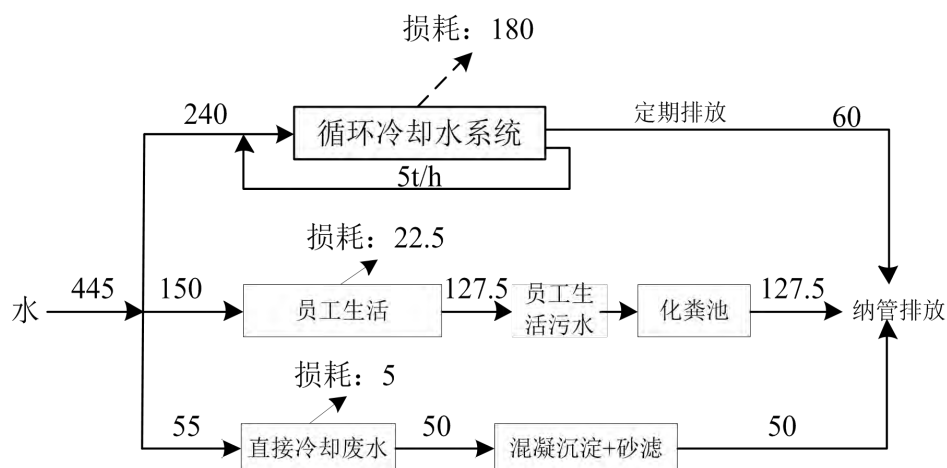 损耗：180
240
循环冷却水系统
定期排放
60
5t/h
损耗：22.5
水
445
150
员工生活
127.5
员工生
活污水
化粪池
127.5
纳管排放
损耗：5
55
直接冷却废水
50
混凝沉淀+砂滤
50